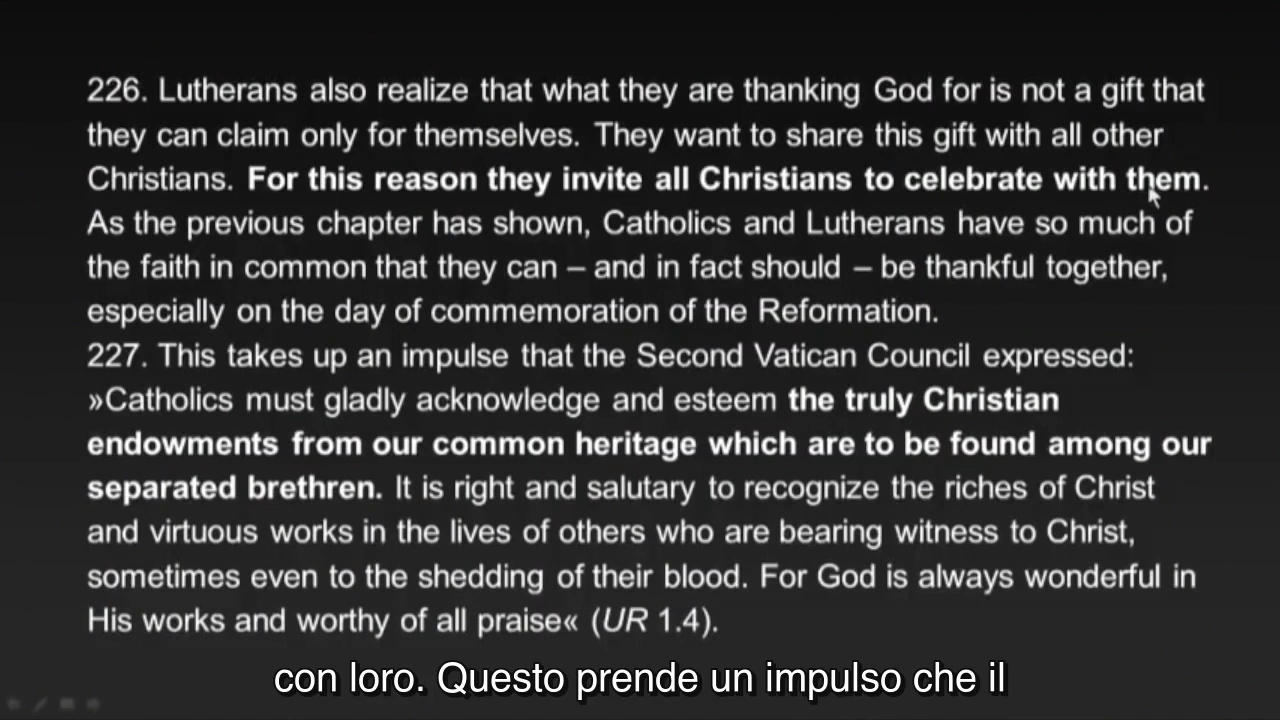 226. Lutherans also realize that what they are thanking God for is not a gift that
they can claim only for themselves. They want to share this gift with all other
Christians. For this reason they invite all Christians to celebrate with them.
As the previous chapter has shown, Catholics and Lutherans have so much of
the faith in common that they can – and in fact should – be thankful together,
especially on the day of commemoration of the Reformation.
227. This takes up an impulse that the Second Vatican Council expressed:
»Catholics must gladly acknowledge and esteem the truly Christian
endowments from our common heritage which are to be found among our
separated brethren. It is right and salutary to recognize the riches of Christ
and virtuous works in the lives of others who are bearing witness to Christ,
sometimes even to the shedding of their blood. For God is always wonderful in
His works and worthy of all praise« (UR 1.4).
con loro. Questo prende un impulso che il